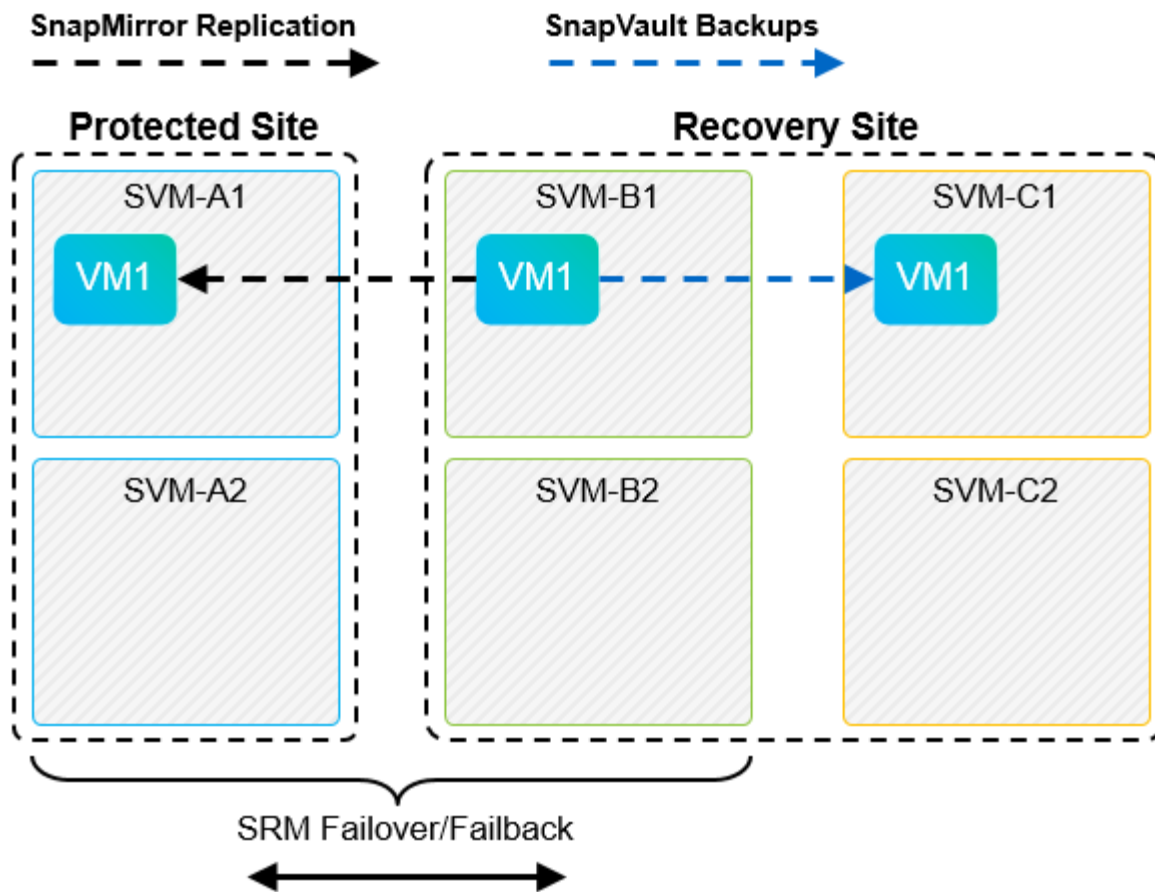 SnapMirror Replication
SnapVault Backups
Protected Site
Recovery Site
SVM-A1
SVM-B1
SVM-C1
VM1
VM1
VM1
SVM-A2
SVM-B2
SVM-C2
SRM Failover/Failback